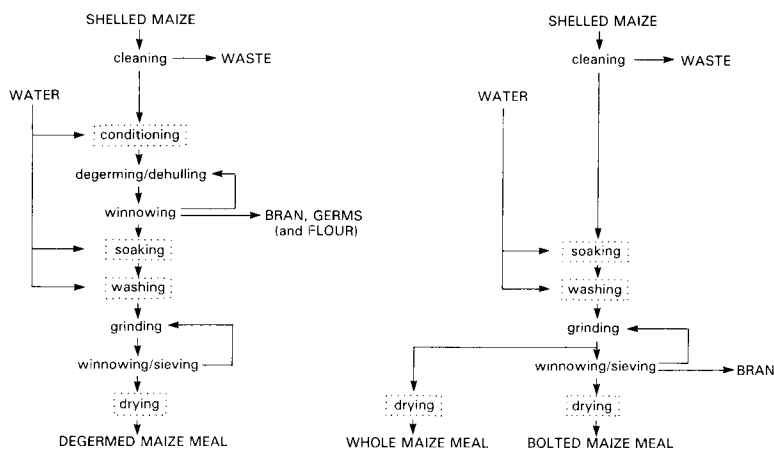 SHELLED MAIZE
cleaning
WASTE
WATER
conditioning
degerming/dehulling
winnowing
BRAN, GERMS
(and FLOUR)
soaking
washing
grinding
winnowing/sieving
drying
DEGERMED MAIZE MEAL
SHELLED MAIZE
cleaning
WASTE
WATER
soaking
washing
grinding
winnowing/sieving
BRAN
drying
drying
WHOLE MAIZE MEAL
BOLTED MAIZE MEAL